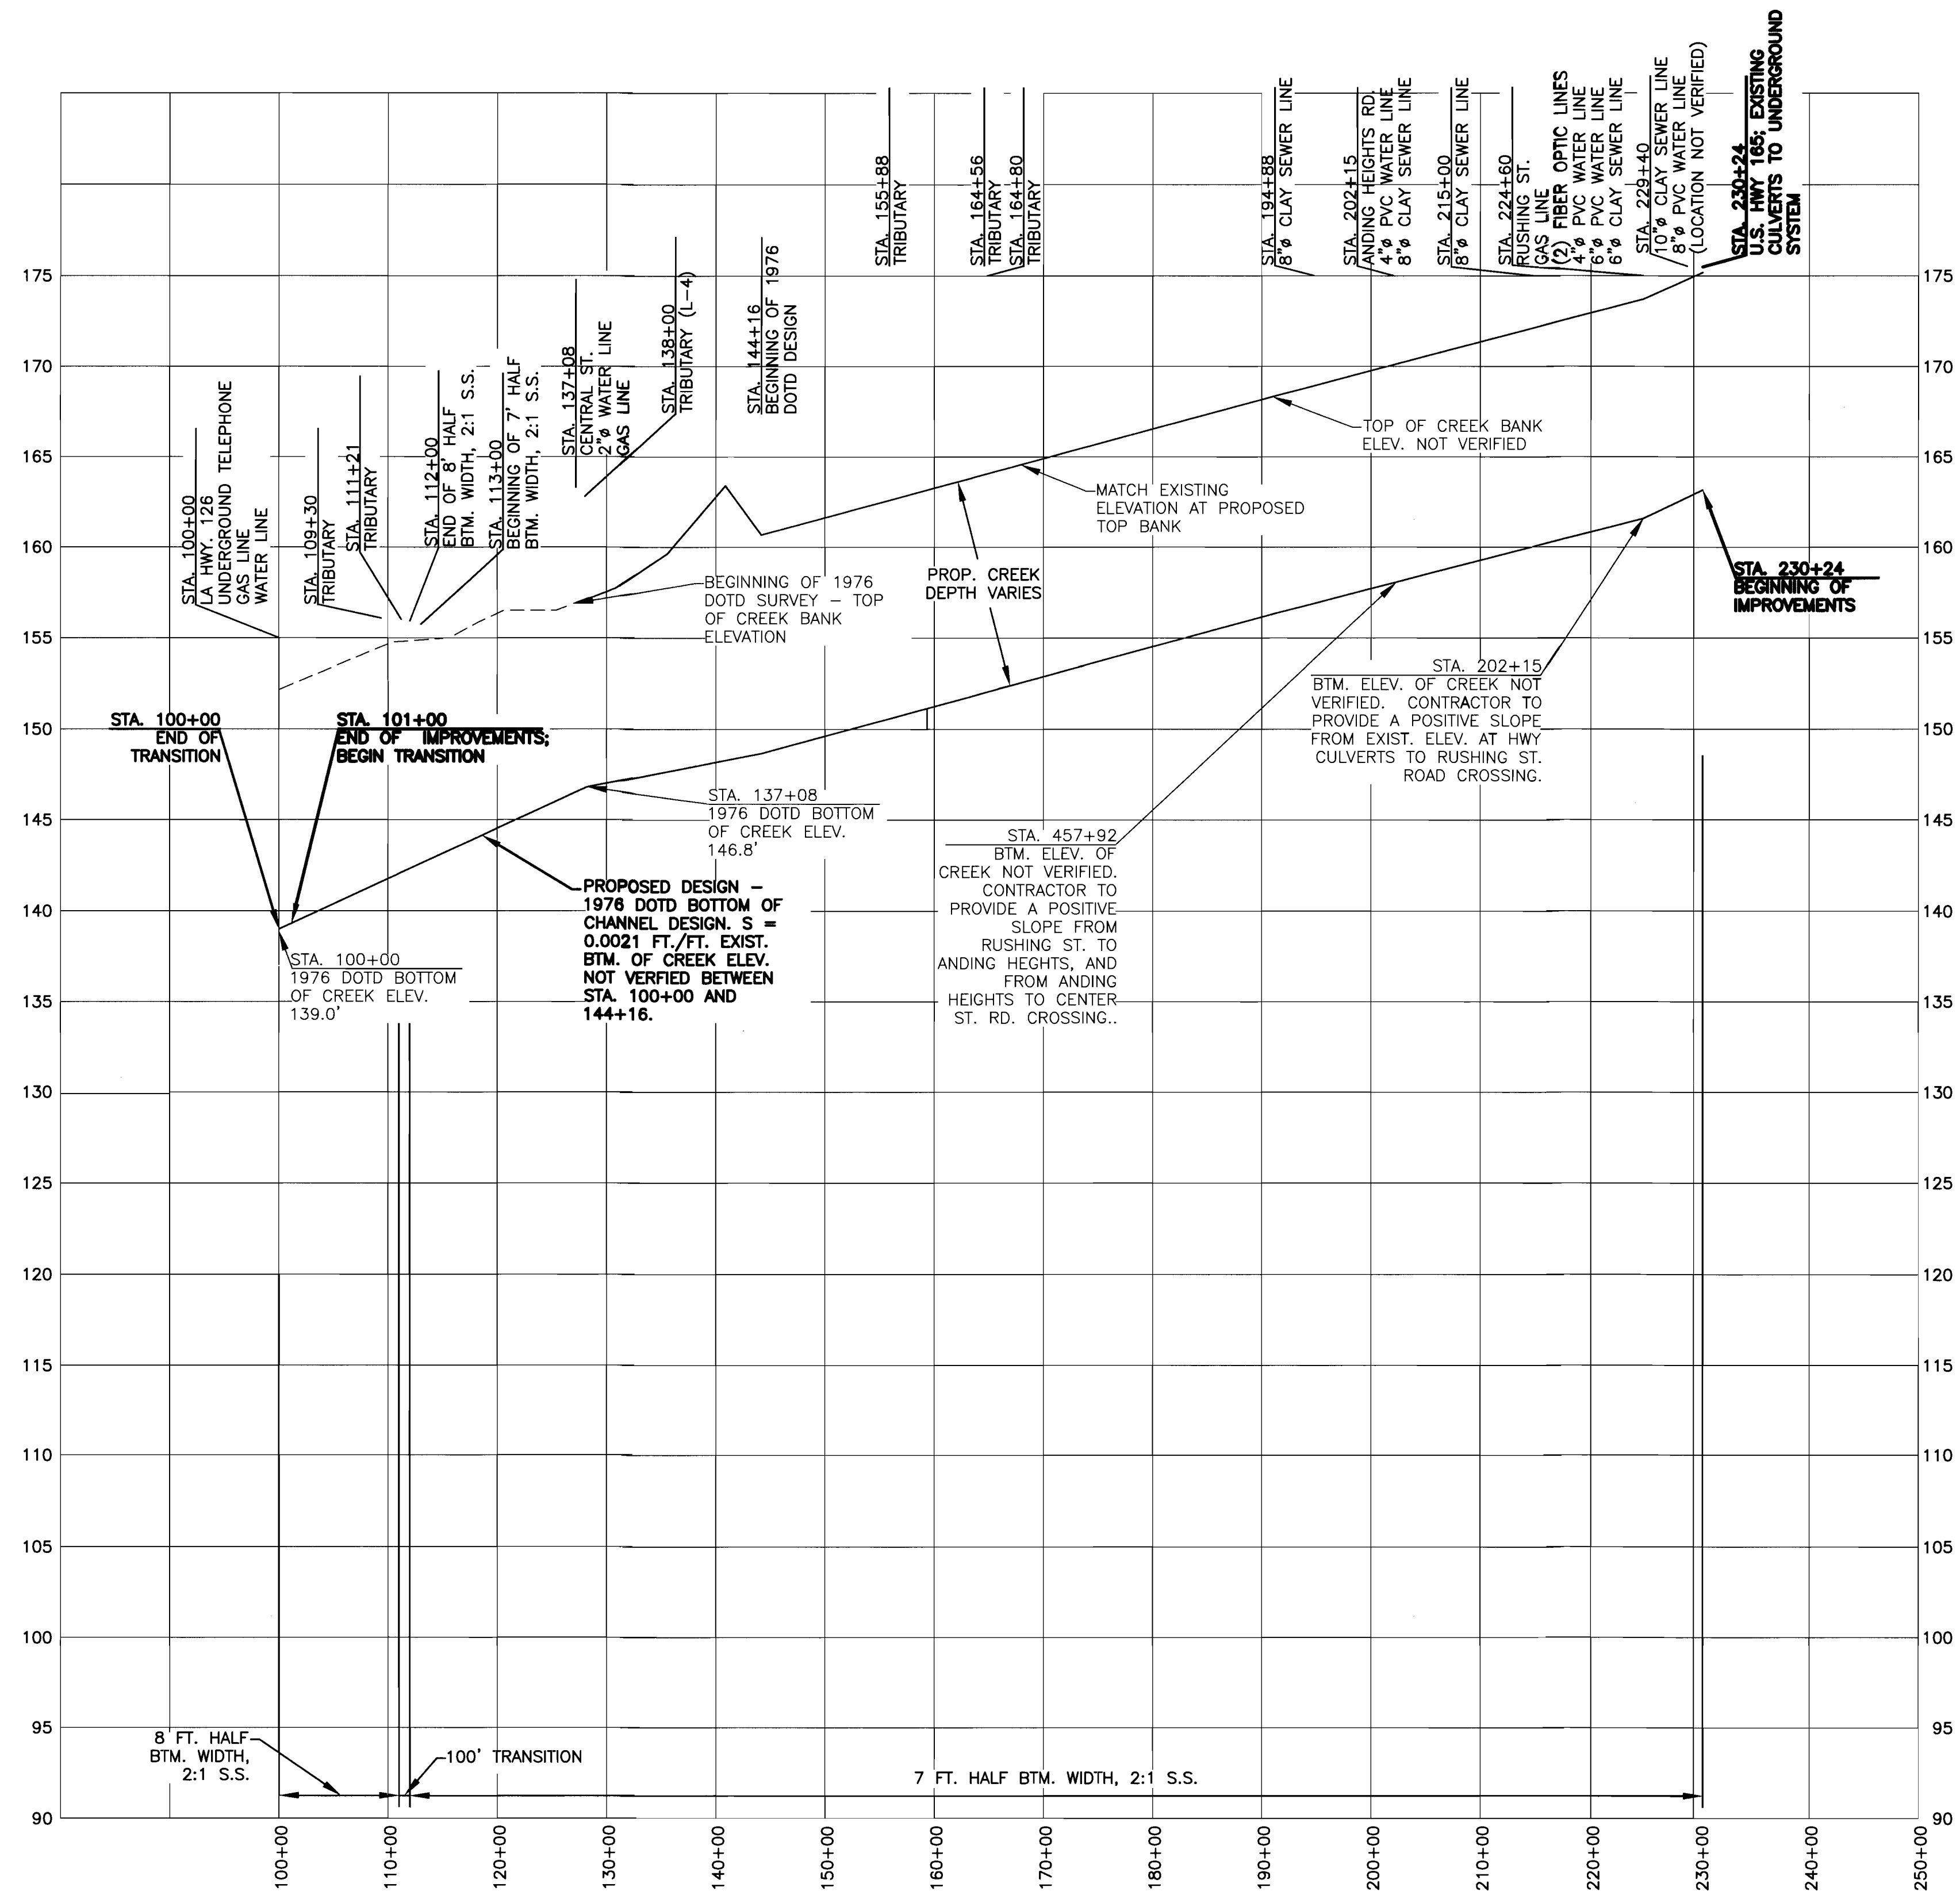 STA. 155+88
TRIBUTARY
STA. 164+56
TRIBUTARY
STA. 164+80
TRIBUTARY
STA. 194+88
8"ø CLAY SEWER LINE
STA. 202+15
ANDING HEIGHTS RD.
4"ø PVC WATER LINE
8"ø CLAY SEWER LINE
STA. 215+00
8"ø CLAY SEWER LINE
STA. 224+60
RUSHING ST.
GAS LINE
(2) FIBER OPTIC LINES
4"ø PVC WATER LINE
6"ø PVC WATER LINE
6"ø CLAY SEWER LINE
STA. 229+40
10"ø CLAY SEWER LINE
8"ø PVC WATER LINE
(LOCATION NOT VERIFIED)
STA. 230+24
U.S. HWY 165; EXISTING
CULVERTS TO UNDERGROUND
SYSTEM
STA. 100+00
LA HWY. 126
UNDERGROUND TELEPHONE
GAS LINE
WATER LINE
STA. 109+30
TRIBUTARY
STA. 111+21
TRIBUTARY
STA. 112+00
END OF 8' HALF
BTM. WIDTH, 2:1 S.S.
STA. 113+00
BEGINNING OF 7' HALF
BTM. WIDTH, 2:1 S.S.
STA. 137+08
CENTRAL ST.
2"ø WATER LINE
GAS LINE
STA. 138+00
TRIBUTARY (L-4)
STA. 144+16
BEGINNING OF 1976
DOTD DESIGN
175
170
165
160
155
150
145
140
135
130
125
120
115
110
105
100
95
90
175
170
165
160
155
150
145
140
135
130
125
120
115
110
105
100
95
90
TOP OF CREEK BANK
ELEV. NOT VERIFIED
MATCH EXISTING
ELEVATION AT PROPOSED
TOP BANK
BEGINNING OF 1976
DOTD SURVEY - TOP
OF CREEK BANK
ELEVATION
PROP. CREEK
DEPTH VARIES
STA. 230+24
BEGINNING OF
IMPROVEMENTS
STA. 202+15
BTM. ELEV. OF CREEK NOT
VERIFIED. CONTRACTOR TO
PROVIDE A POSITIVE SLOPE
FROM EXIST. ELEV. AT HWY
CULVERTS TO RUSHING ST.
ROAD CROSSING.
STA. 100+00
END OF
TRANSITION
STA. 101+00
END OF IMPROVEMENTS;
BEGIN TRANSITION
STA. 137+08
1976 DOTD BOTTOM
OF CREEK ELEV.
146.8'
STA. 457+92
BTM. ELEV. OF
CREEK NOT VERIFIED.
CONTRACTOR TO
PROVIDE A POSITIVE
SLOPE FROM
RUSHING ST. TO
ANDING HEGHTS, AND
FROM ANDING
HEIGHTS TO CENTER
ST. RD. CROSSING..
PROPOSED DESIGN -
1976 DOTD BOTTOM OF
CHANNEL DESIGN. S =
0.0021 FT./FT. EXIST.
BTM. OF CREEK ELEV.
NOT VERFIED BETWEEN
STA. 100+00 AND
144+16.
STA. 100+00
1976 DOTD BOTTOM
OF CREEK ELEV.
139.0'
8 FT. HALF
BTM. WIDTH,
2:1 S.S.
100' TRANSITION
7 FT. HALF BTM. WIDTH, 2:1 S.S.
100+00
110+00
120+00
130+00
140+00
150+00
160+00
170+00
180+00
190+00
200+00
210+00
220+00
230+00
240+00
250+00